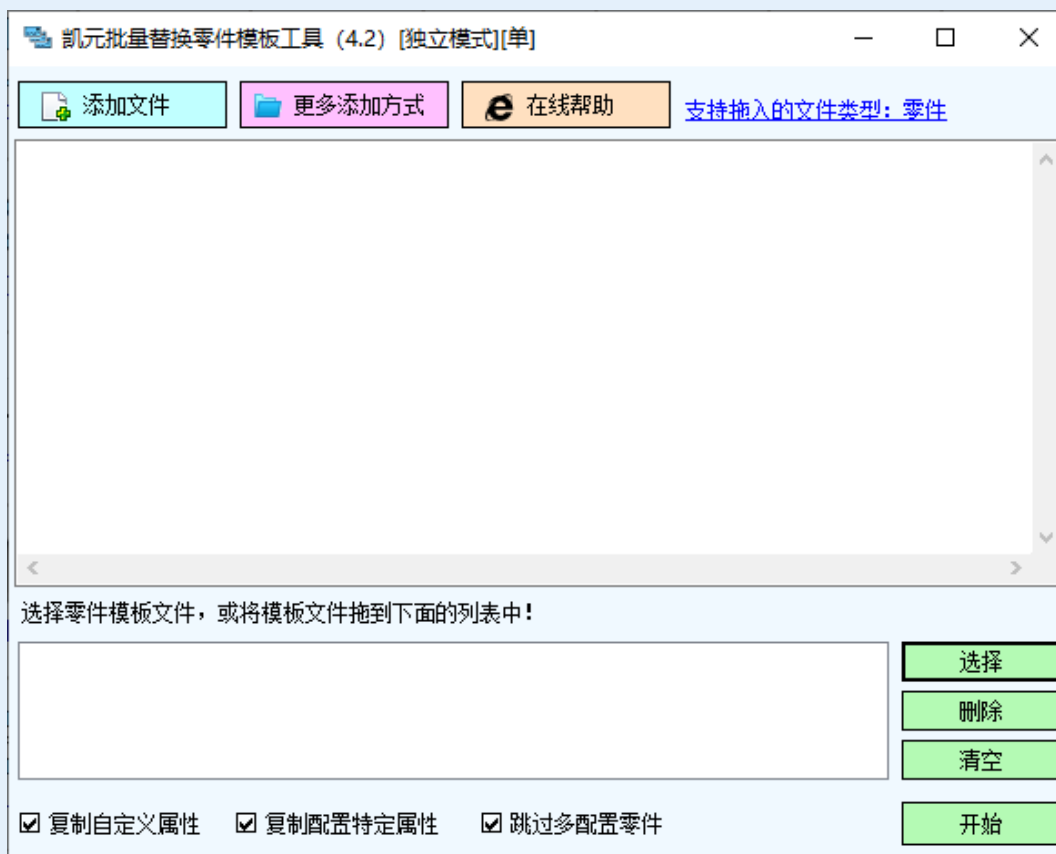 凯元批量替换零件模板工具（4.2）[独立模式][单]
添加文件 更多添加方式 在线帮助 支持拖入的文件类型：零件
选择零件模板文件，或将模板文件拖到下面的列表中！
选择
删除
清空
复制自定义属性 复制配置特定属性 跳过多配置零件 开始